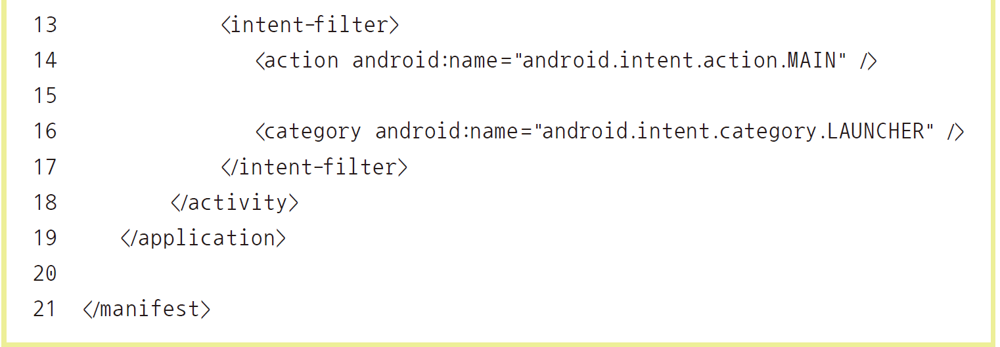 13 <intent-filter>
14 <action android:name="android.intent.action.MAIN" />
15
16 <category android:name="android.intent.category.LAUNCHER" />
17 </intent-filter>
18 </activity>
19 </application>
20
21 </manifest>